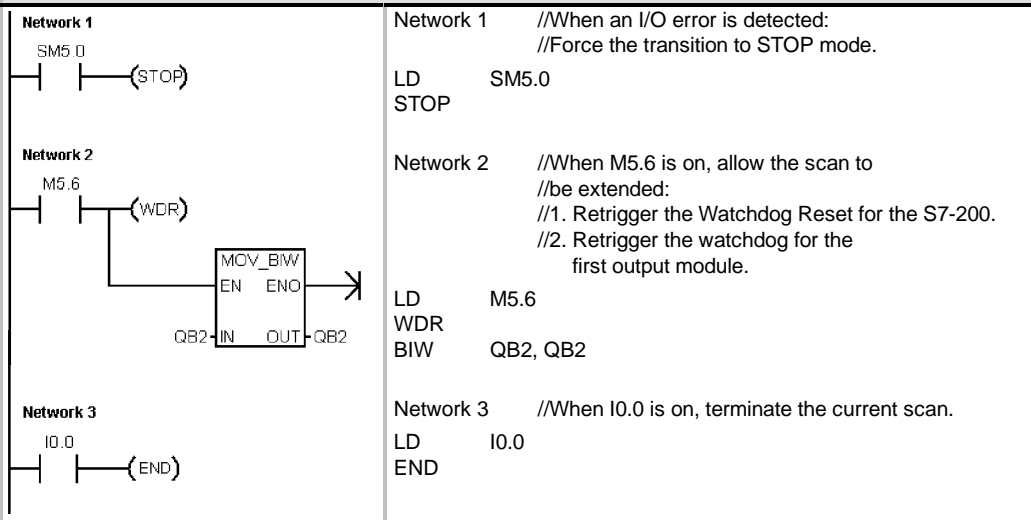 Network 1
SM5.0
(STOP)
Network 2
M5.6
(WDR)
MOV_BIW
EN ENO
QB2 IN OUT QB2
Network 3
I0.0
(END)
Network 1 //When an I/O error is detected:
//Force the transition to STOP mode.
LD SM5.0
STOP
Network 2 //When M5.6 is on, allow the scan to
//be extended:
//1. Retrigger the Watchdog Reset for the S7-200.
//2. Retrigger the watchdog for the
first output module.
LD M5.6
WDR
BIW QB2, QB2
Network 3 //When I0.0 is on, terminate the current scan.
LD I0.0
END